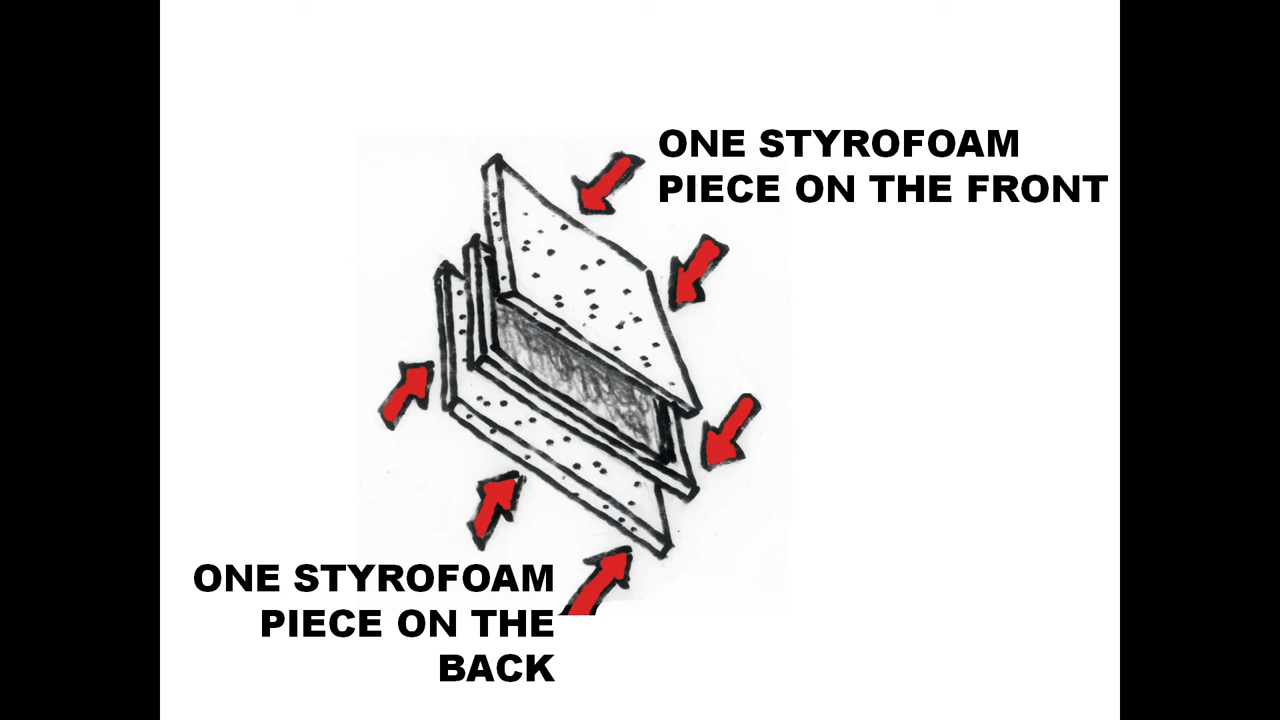 ONE STYROFOAM
PIECE ON THE FRONT
ONE STYROFOAM
PIECE ON THE
BACK